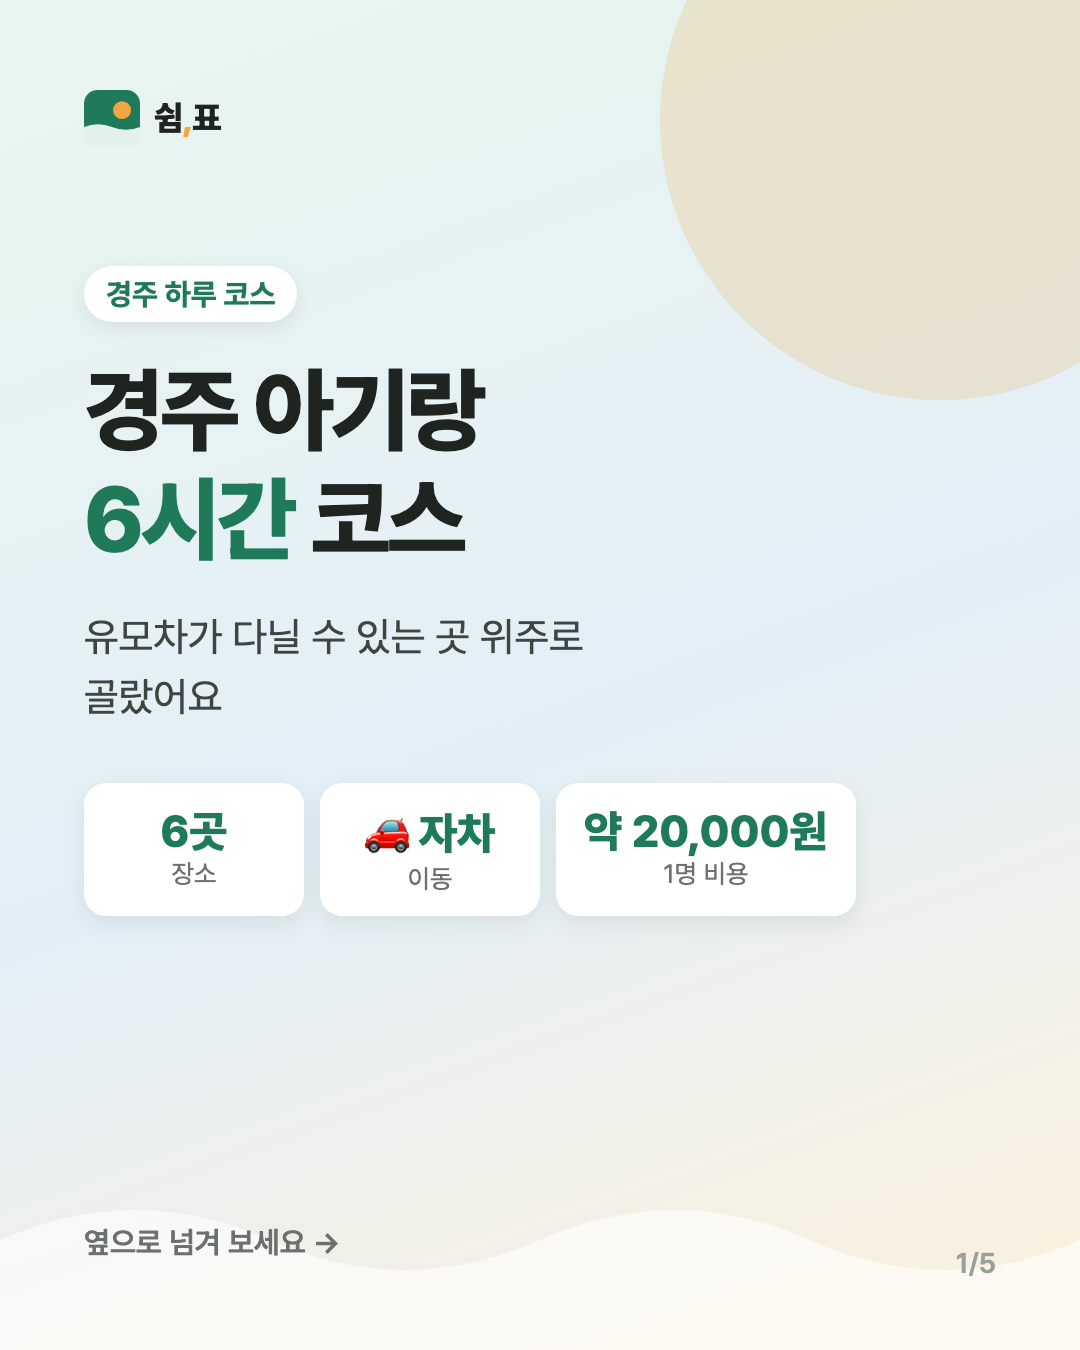 쉼,표
경주 하루 코스
경주 아기랑
6시간 코스
유모차가 다닐 수 있는 곳 위주로
골랐어요
6곳
장소
🚗 자차
이동
약 20,000원
1명 비용
옆으로 넘겨 보세요 →
1/5